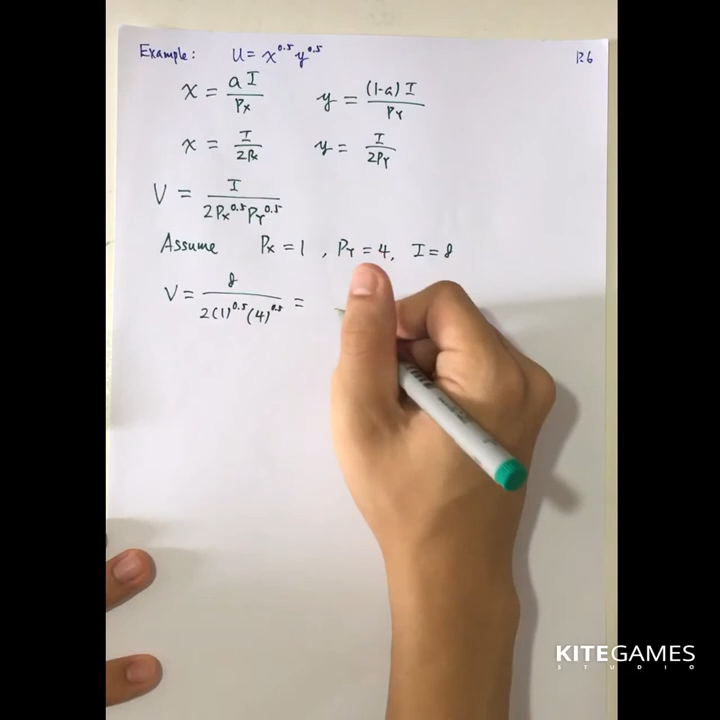 Example: U = x^0.5 y^0.5 P.6
x = aI/Px y = (1-a)I/PY
x = I/2Px y = I/2PY
V = I/2Px^0.5 PY^0.5
Assume Px = 1, PY = 4, I = 8
V = 8/2(1)^0.5 (4)^0.5 =
KITEGAMES
STUDIO